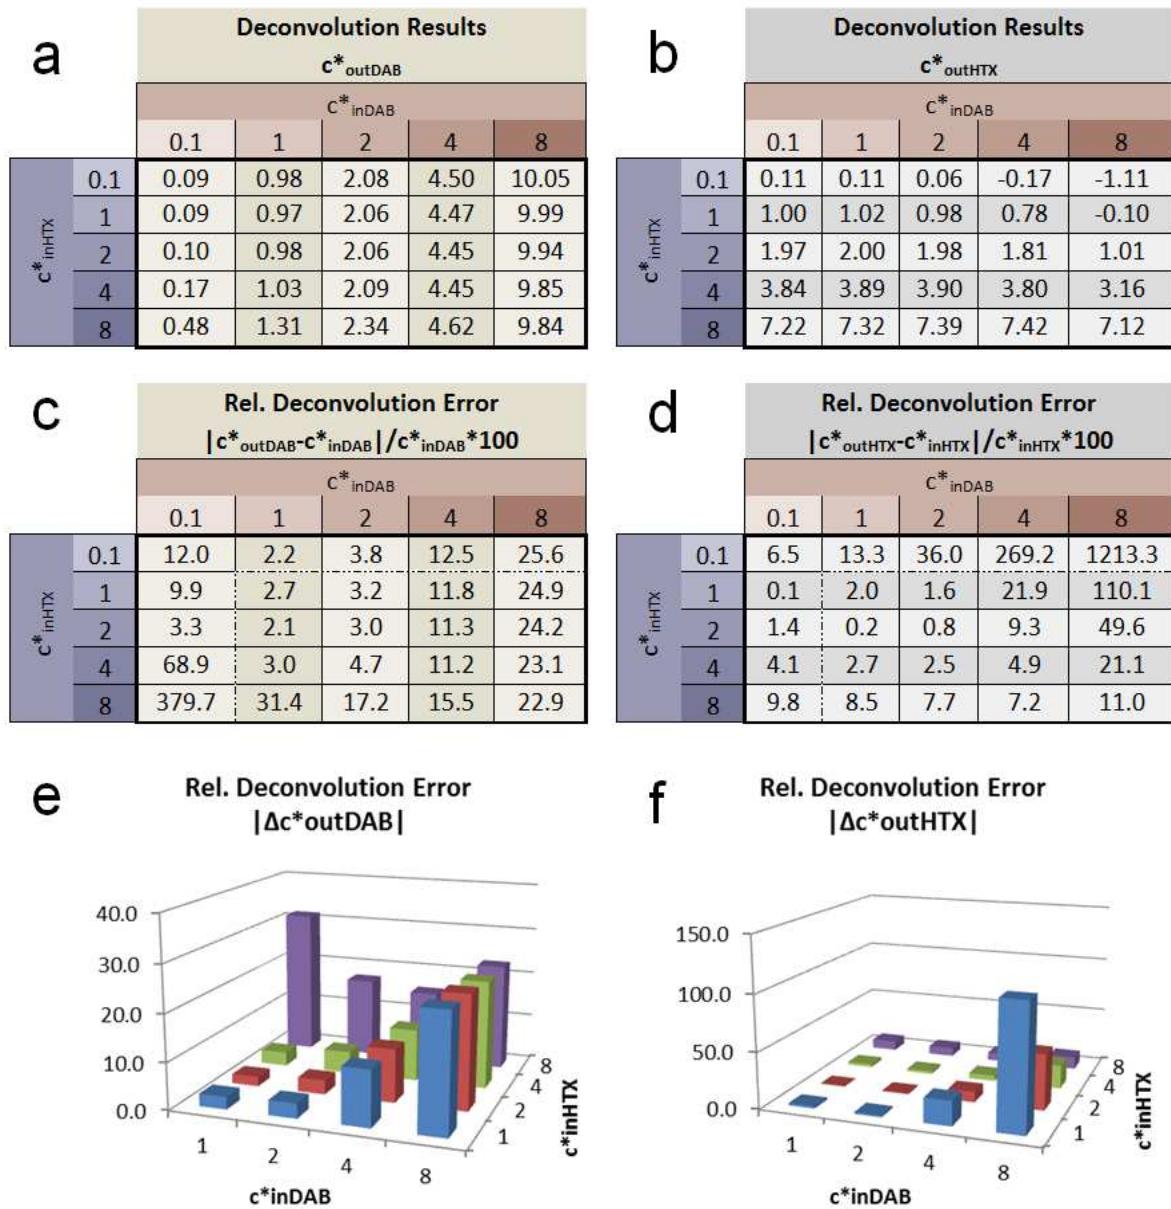 a
Deconvolution Results
c*outDAB
c*inDAB
0.1 1 2 4 8
c*inHTX
0.1 0.09 0.98 2.08 4.50 10.05
1 0.09 0.97 2.06 4.47 9.99
2 0.10 0.98 2.06 4.45 9.94
4 0.17 1.03 2.09 4.45 9.85
8 0.48 1.31 2.34 4.62 9.84
b
Deconvolution Results
c*outHTX
c*inDAB
0.1 1 2 4 8
c*inHTX
0.1 0.11 0.11 0.06 -0.17 -1.11
1 1.00 1.02 0.98 0.78 -0.10
2 1.97 2.00 1.98 1.81 1.01
4 3.84 3.89 3.90 3.80 3.16
8 7.22 7.32 7.39 7.42 7.12
c
Rel. Deconvolution Error
|c*outDAB-c*inDAB|/c*inDAB*100
c*inDAB
0.1 1 2 4 8
c*inHTX
0.1 12.0 2.2 3.8 12.5 25.6
1 9.9 2.7 3.2 11.8 24.9
2 3.3 2.1 3.0 11.3 24.2
4 68.9 3.0 4.7 11.2 23.1
8 379.7 31.4 17.2 15.5 22.9
d
Rel. Deconvolution Error
|c*outHTX-c*inHTX|/c*inHTX*100
c*inDAB
0.1 1 2 4 8
c*inHTX
0.1 6.5 13.3 36.0 269.2 1213.3
1 0.1 2.0 1.6 21.9 110.1
2 1.4 0.2 0.8 9.3 49.6
4 4.1 2.7 2.5 4.9 21.1
8 9.8 8.5 7.7 7.2 11.0
e
Rel. Deconvolution Error
|Δc*outDAB|
40.0
30.0
20.0
10.0
0.0
1 2 4 8
c*inDAB
8
4
2
1
c*inHTX
f
Rel. Deconvolution Error
|Δc*outHTX|
150.0
100.0
50.0
0.0
1 2 4 8
c*inDAB
8
4
2
1
c*inHTX